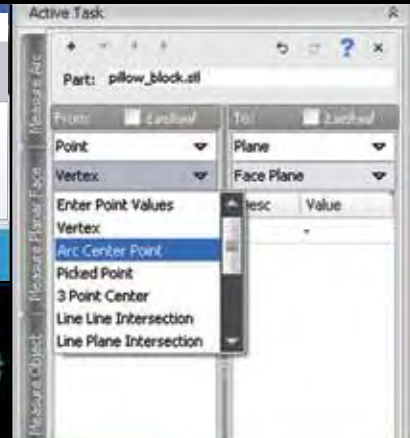 Active Task
?
Part: pillow_block.stl
From:
To:
Point
Plane
Vertex
Face Plane
Desc Value
Enter Point Values
Vertex
Arc Center Point
Picked Point
3 Point Center
Line Line Intersection
Line Plane Intersection
Measure Arc
Measure Planar Face
Measure Object